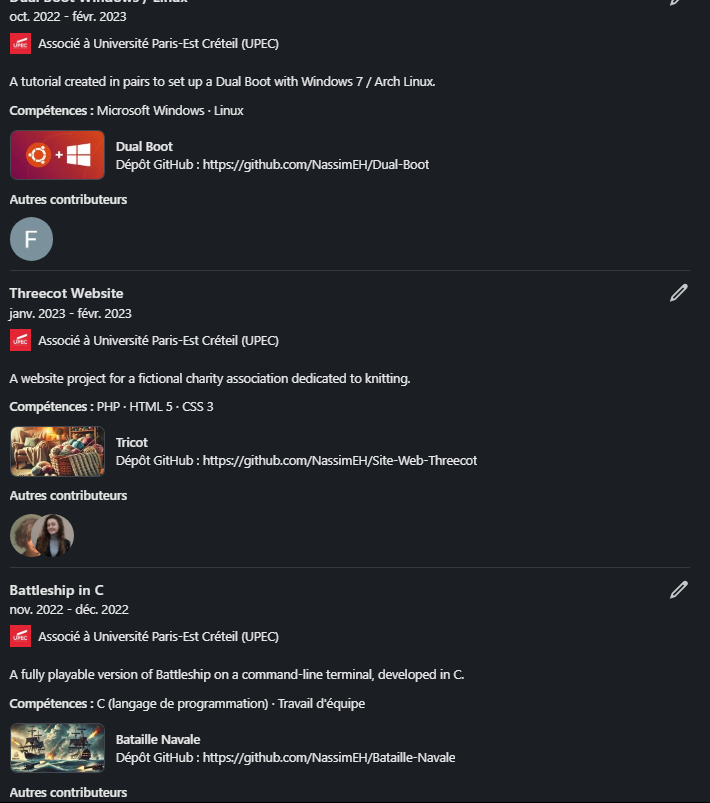 Dual Boot Windows / Linux
oct. 2022 - févr. 2023
UPEC
Associé à Université Paris-Est Créteil (UPEC)
A tutorial created in pairs to set up a Dual Boot with Windows 7 / Arch Linux.
Compétences : Microsoft Windows · Linux
+
Dual Boot
Dépôt GitHub : https://github.com/NassimEH/Dual-Boot
Autres contributeurs
F
Threecot Website
janv. 2023 - févr. 2023
UPEC
Associé à Université Paris-Est Créteil (UPEC)
A website project for a fictional charity association dedicated to knitting.
Compétences : PHP · HTML 5 · CSS 3
Tricot
Dépôt GitHub : https://github.com/NassimEH/Site-Web-Threecot
Autres contributeurs
Battleship in C
nov. 2022 - déc. 2022
UPEC
Associé à Université Paris-Est Créteil (UPEC)
A fully playable version of Battleship on a command-line terminal, developed in C.
Compétences : C (langage de programmation) · Travail d'équipe
Bataille Navale
Dépôt GitHub : https://github.com/NassimEH/Bataille-Navale
Autres contributeurs